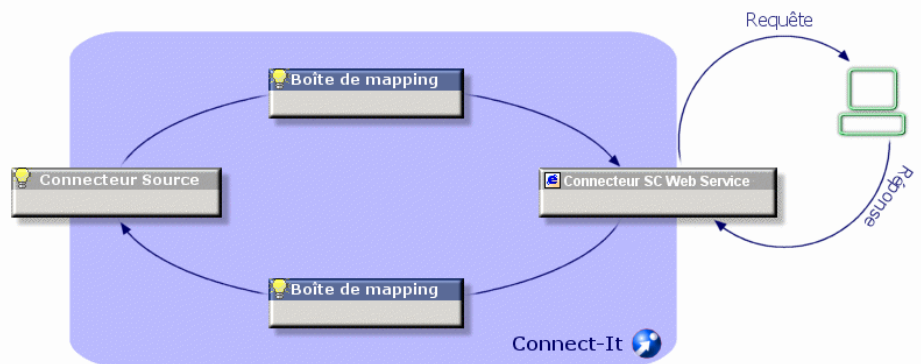 Requête
Boîte de mapping
Connecteur Source
Connecteur SC Web Service
Réponse
Boîte de mapping
Connect-It